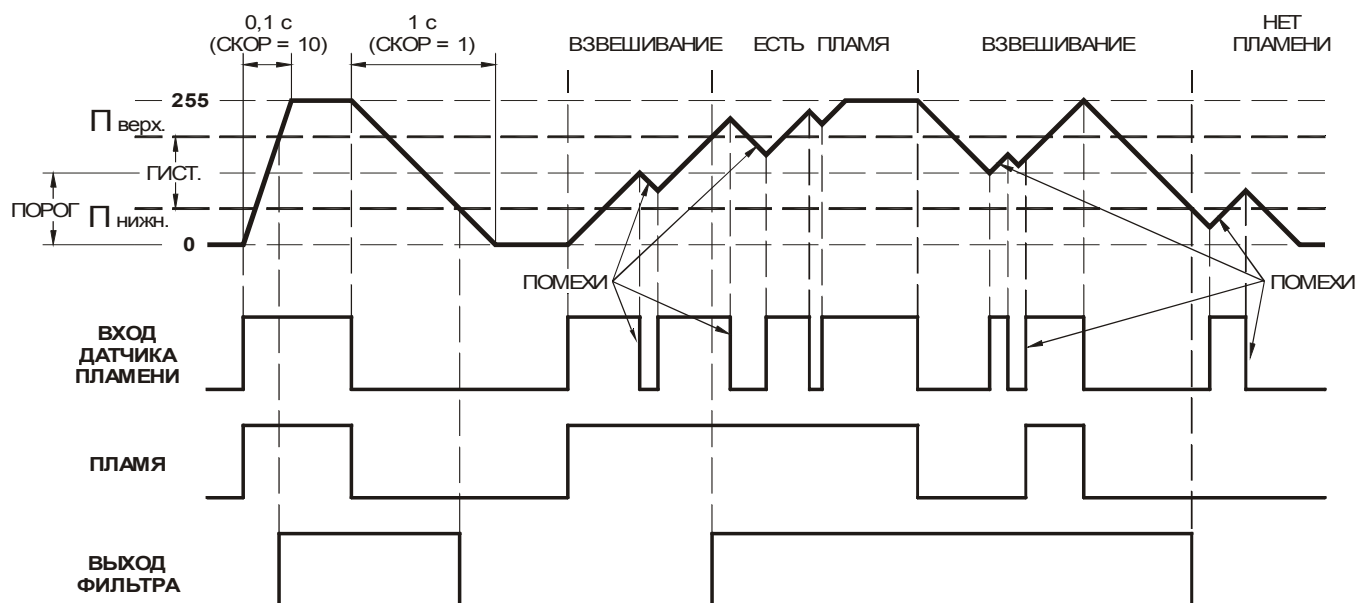 0,1 с
(СКОР = 10)
1 с
(СКОР = 1)
ВЗВЕШИВАНИЕ
ЕСТЬ ПЛАМЯ
ВЗВЕШИВАНИЕ
НЕТ
ПЛАМЕНИ
255
П верх.
ГИСТ.
ПОРОГ
П нижн.
0
ПОМЕХИ
ПОМЕХИ
ВХОД
ДАТЧИКА
ПЛАМЕНИ
ПЛАМЯ
ВЫХОД
ФИЛЬТРА